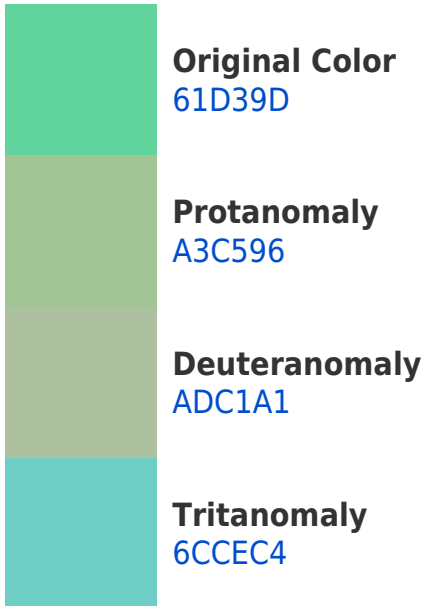 Original Color
61D39D
Protanomaly
A3C596
Deuteranomaly
ADC1A1
Tritanomaly
6CCEC4